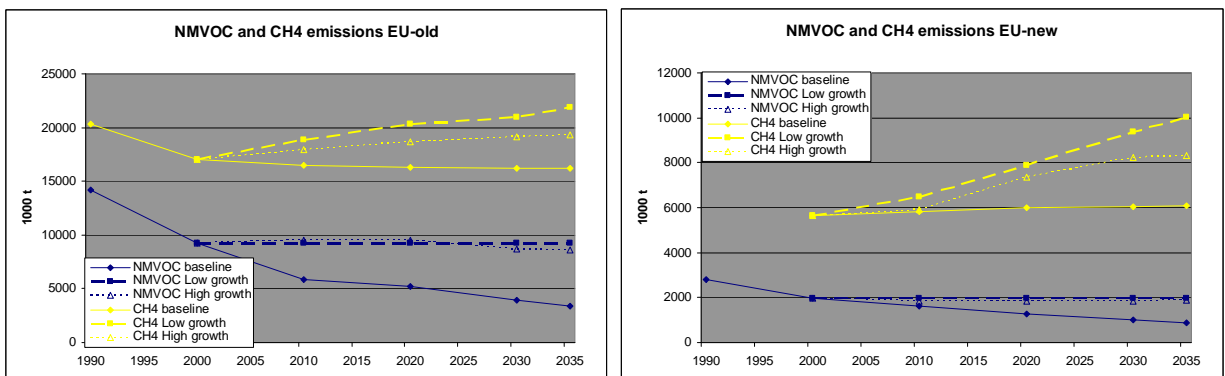 NMVOC and CH4 emissions EU-old
25000
20000
15000
10000
5000
0
1000 t
1990 1995 2000 2005 2010 2015 2020 2025 2030 2035
NMVOC baseline
NMVOC Low growth
NMVOC High growth
CH4 baseline
CH4 Low growth
CH4 High growth
NMVOC and CH4 emissions EU-new
12000
10000
8000
6000
4000
2000
0
1000 t
1990 1995 2000 2005 2010 2015 2020 2025 2030 2035
NMVOC baseline
NMVOC Low growth
NMVOC High growth
CH4 baseline
CH4 Low growth
CH4 High growth